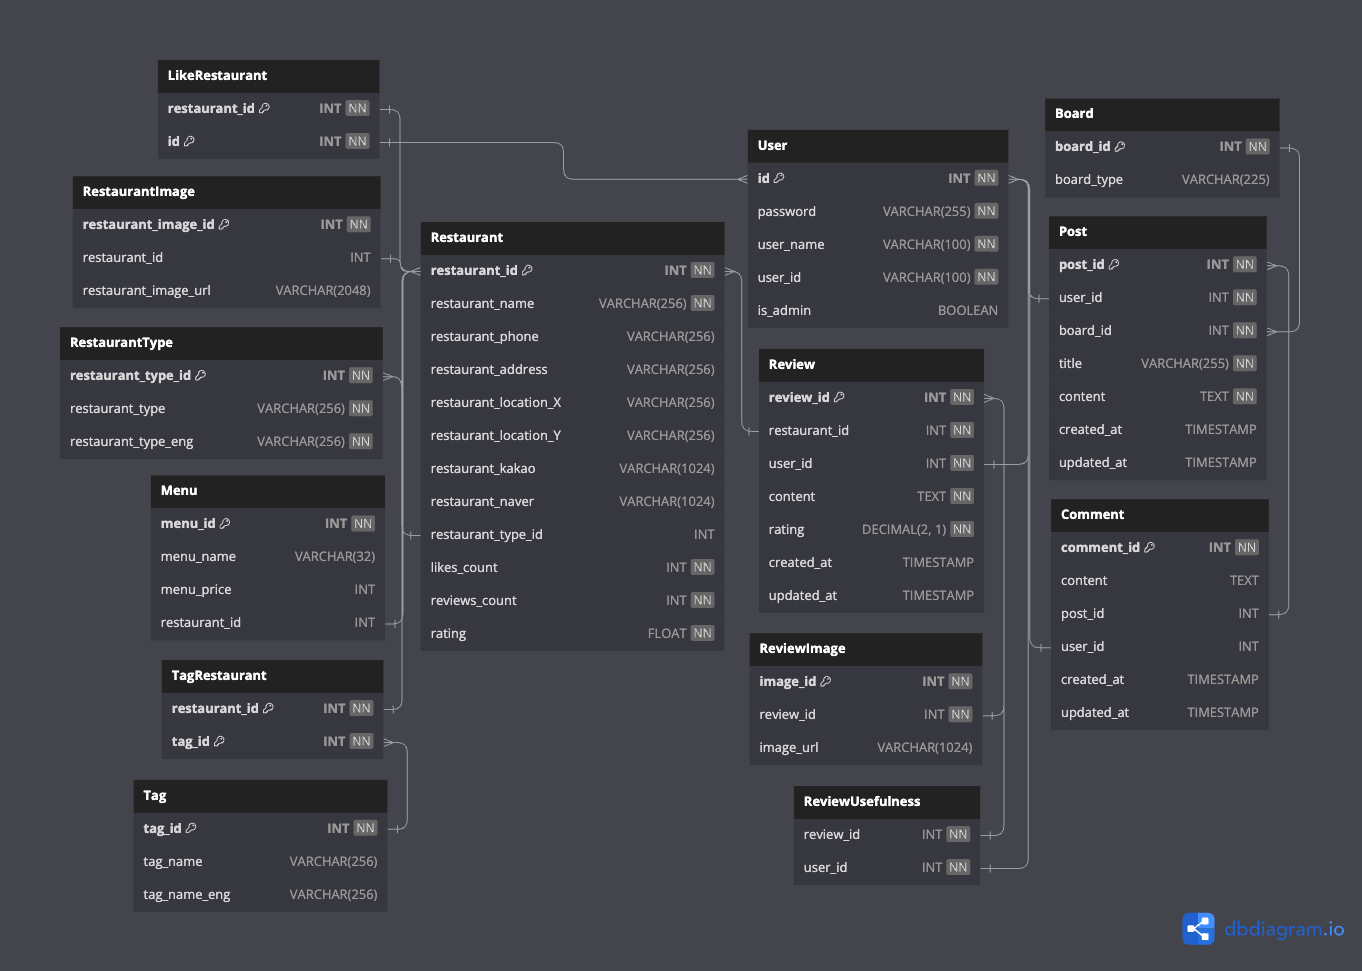 LikeRestaurant
restaurant_id INT NN
id INT NN
RestaurantImage
restaurant_image_id INT NN
restaurant_id INT
restaurant_image_url VARCHAR(2048)
RestaurantType
restaurant_type_id INT NN
restaurant_type VARCHAR(256) NN
restaurant_type_eng VARCHAR(256) NN
Menu
menu_id INT NN
menu_name VARCHAR(32)
menu_price INT
restaurant_id INT
TagRestaurant
restaurant_id INT NN
tag_id INT NN
Tag
tag_id INT NN
tag_name VARCHAR(256)
tag_name_eng VARCHAR(256)
Restaurant
restaurant_id INT NN
restaurant_name VARCHAR(256) NN
restaurant_phone VARCHAR(256)
restaurant_address VARCHAR(256)
restaurant_location_X VARCHAR(256)
restaurant_location_Y VARCHAR(256)
restaurant_kakao VARCHAR(1024)
restaurant_naver VARCHAR(1024)
restaurant_type_id INT
likes_count INT NN
reviews_count INT NN
rating FLOAT NN
User
id INT NN
password VARCHAR(255) NN
user_name VARCHAR(100) NN
user_id VARCHAR(100) NN
is_admin BOOLEAN
Review
review_id INT NN
restaurant_id INT NN
user_id INT NN
content TEXT NN
rating DECIMAL(2, 1) NN
created_at TIMESTAMP
updated_at TIMESTAMP
ReviewImage
image_id INT NN
review_id INT NN
image_url VARCHAR(1024)
ReviewUsefulness
review_id INT NN
user_id INT NN
Board
board_id INT NN
board_type VARCHAR(225)
Post
post_id INT NN
user_id INT NN
board_id INT NN
title VARCHAR(255) NN
content TEXT NN
created_at TIMESTAMP
updated_at TIMESTAMP
Comment
comment_id INT NN
content TEXT
post_id INT
user_id INT
created_at TIMESTAMP
updated_at TIMESTAMP
dbdiagram.io